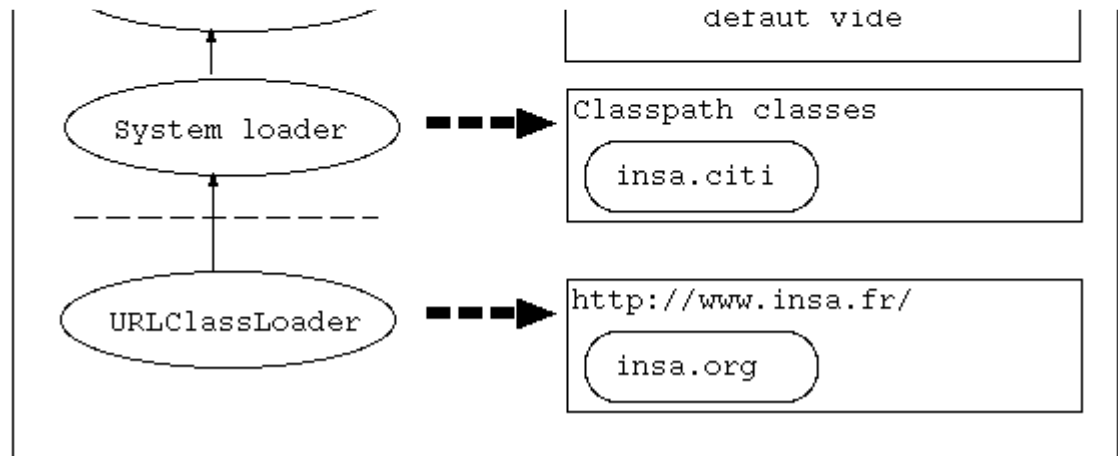 defaut vide
System loader
Classpath classes
insa.citi
URLClassLoader
http://www.insa.fr/
insa.org